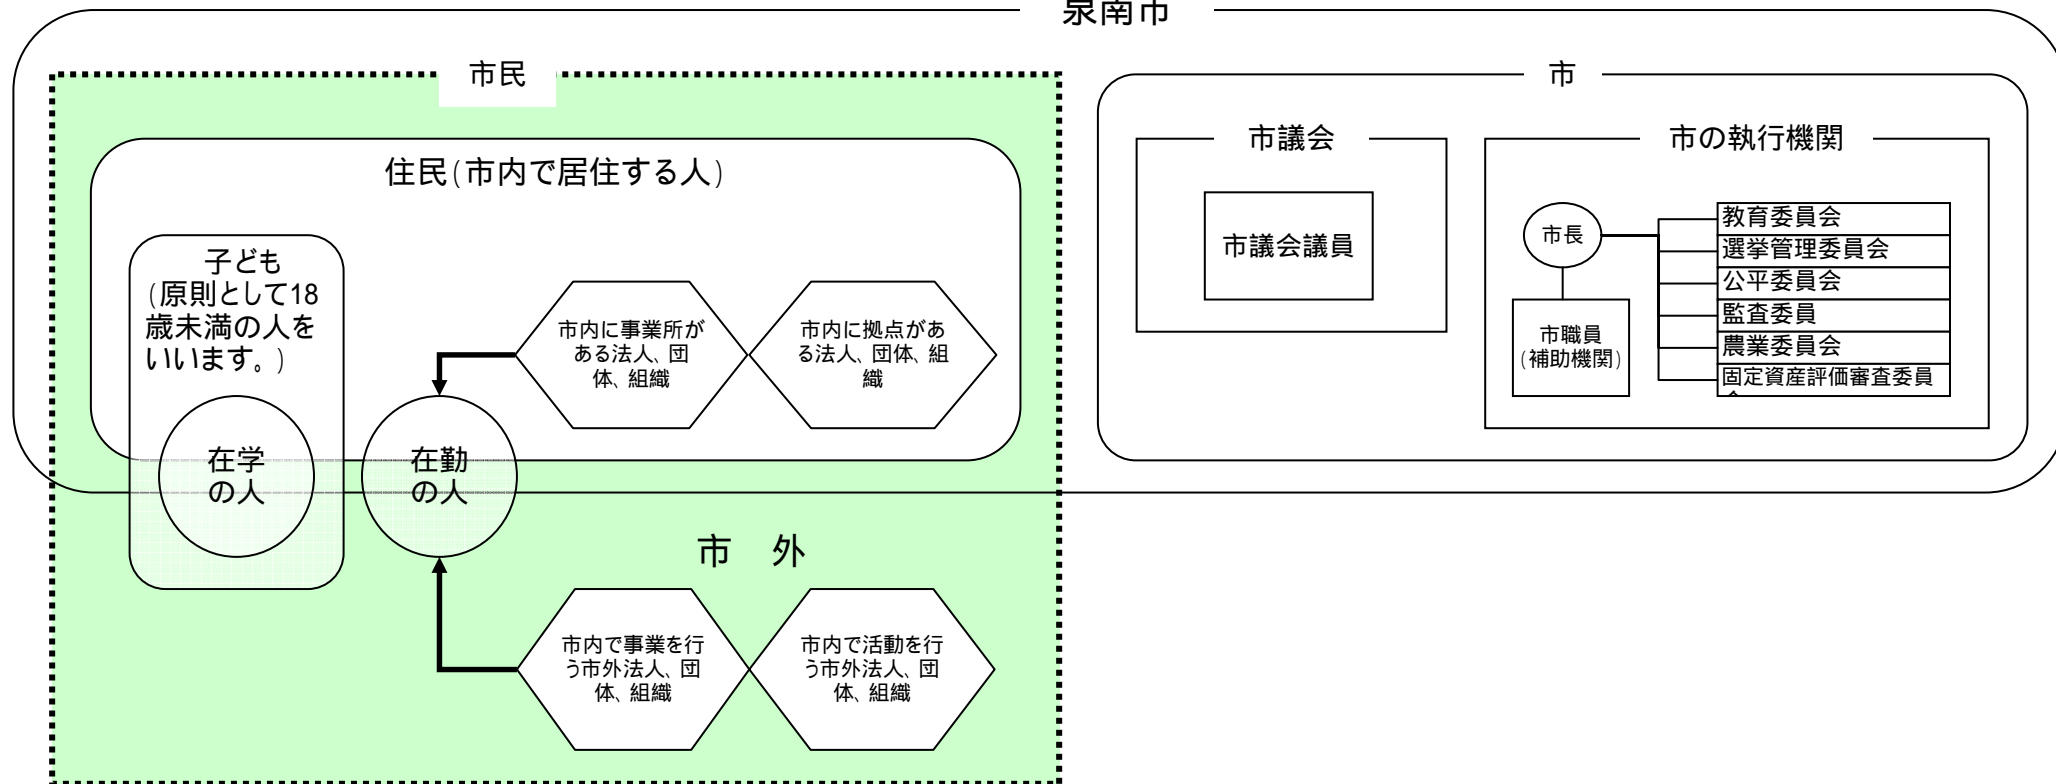 泉南市
市民
住民(市内で居住する人)
子ども
(原則として18
歳未満の人を
いいます。)
在学
の人
在勤
の人
市内に事業所が
ある法人、団
体、組織
市内に拠点があ
る法人、団体、組
織
市　外
市内で事業を行
う市外法人、団
体、組織
市内で活動を行
う市外法人、団
体、組織
市
市議会
市議会議員
市の執行機関
市長
市職員
(補助機関)
教育委員会
選挙管理委員会
公平委員会
監査委員
農業委員会
固定資産評価審査委員